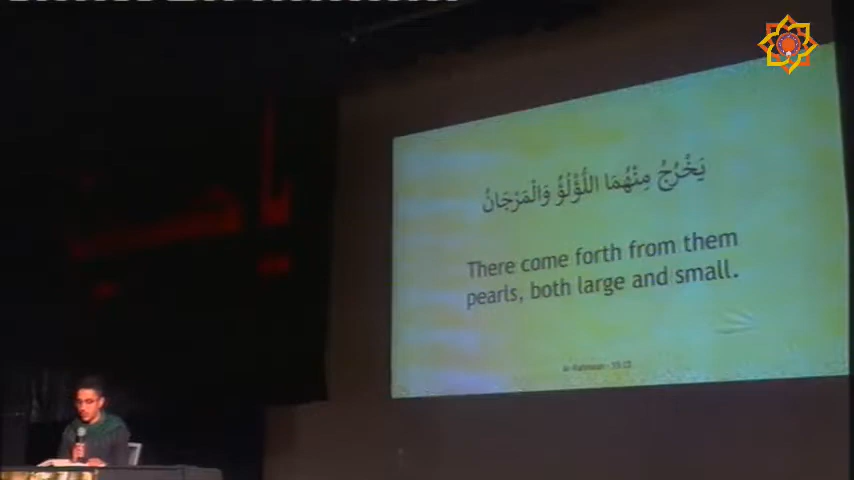 يَخْرُجُ مِنْهُمَا اللُّؤْلُؤُ وَالْمَرْجَانُ
There come forth from them
pearls, both large and small.